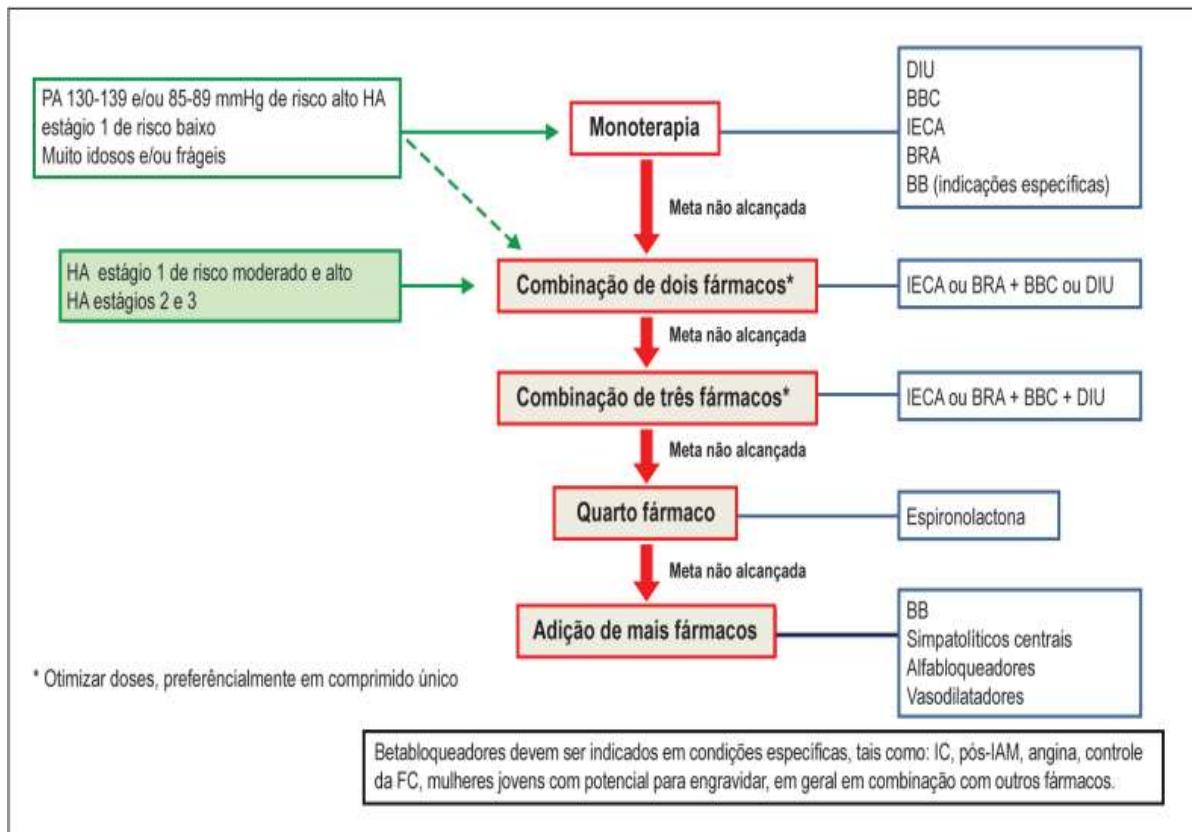 PA 130-139 e/ou 85-89 mmHg de risco alto HA
estágio 1 de risco baixo
Muito idosos e/ou frágeis
Monoterapia
DIU
BBC
IECA
BRA
BB (indicações específicas)
Meta não alcançada
HA estágio 1 de risco moderado e alto
HA estágios 2 e 3
Combinação de dois fármacos*
IECA ou BRA + BBC ou DIU
Meta não alcançada
Combinação de três fármacos*
IECA ou BRA + BBC + DIU
Meta não alcançada
Quarto fármaco
Espironolactona
Meta não alcançada
Adição de mais fármacos
BB
Simpatolíticos centrais
Alfabloqueadores
Vasodilatadores
* Otimizar doses, preferêncialmente em comprimido único
Betabloqueadores devem ser indicados em condições específicas, tais como: IC, pós-IAM, angina, controle
da FC, mulheres jovens com potencial para engravidar, em geral em combinação com outros fármacos.